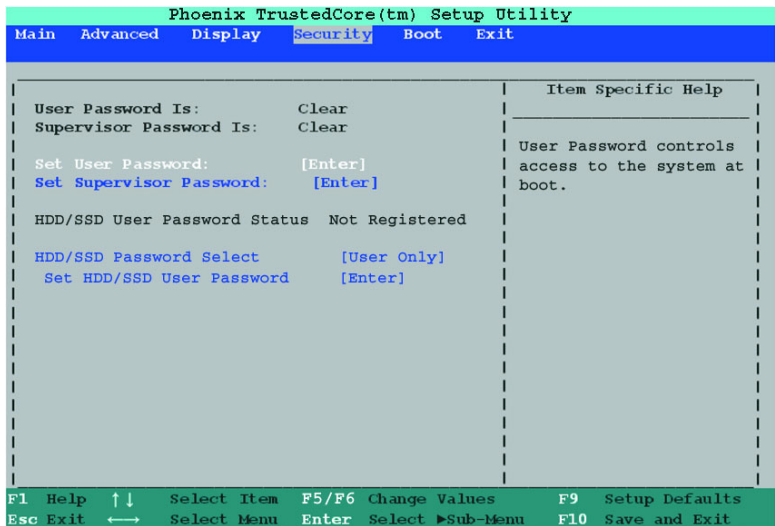 Phoenix TrustedCore(tm) Setup Utility
Main Advanced Display Security Boot Exit
Item Specific Help
User Password Is: Clear
Supervisor Password Is: Clear
User Password controls
access to the system at
boot.
Set User Password: [Enter]
Set Supervisor Password: [Enter]
HDD/SSD User Password Status Not Registered
HDD/SSD Password Select [User Only]
Set HDD/SSD User Password [Enter]
F1 Help ↑↓ Select Item F5/F6 Change Values F9 Setup Defaults
Esc Exit ←→ Select Menu Enter Select ▶Sub-Menu F10 Save and Exit